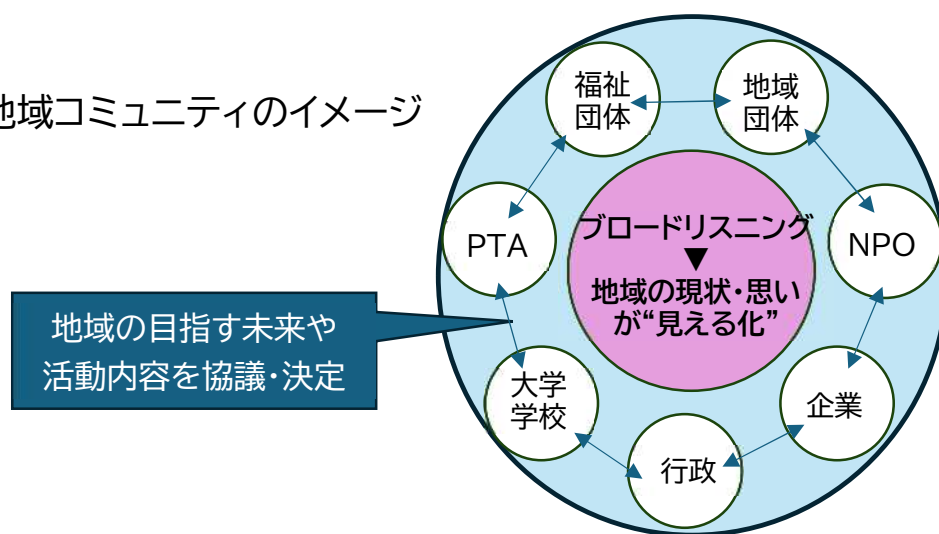 地域コミュニティのイメージ
福祉
団体
地域
団体
PTA
ブロードリスニング
▼
地域の現状・思い
が“見える化”
NPO
地域の目指す未来や
活動内容を協議・決定
大学
学校
企業
行政